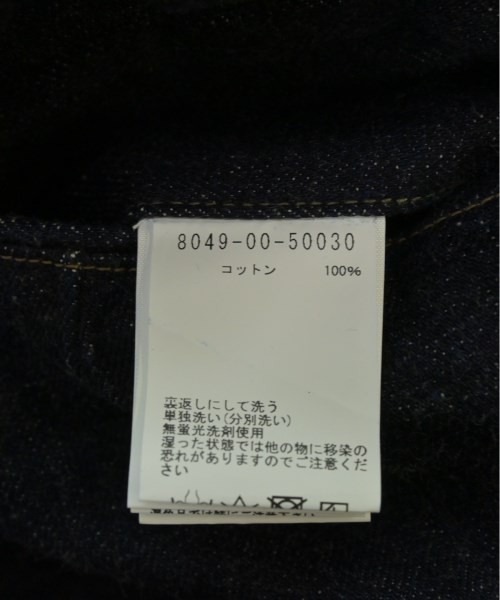 8049-00-50030
コットン 100%
裏返しにして洗う
単独洗い(分別洗い)
無蛍光洗剤使用
湿った状態では他の物に移染の
恐れがありますのでご注意くだ
さい